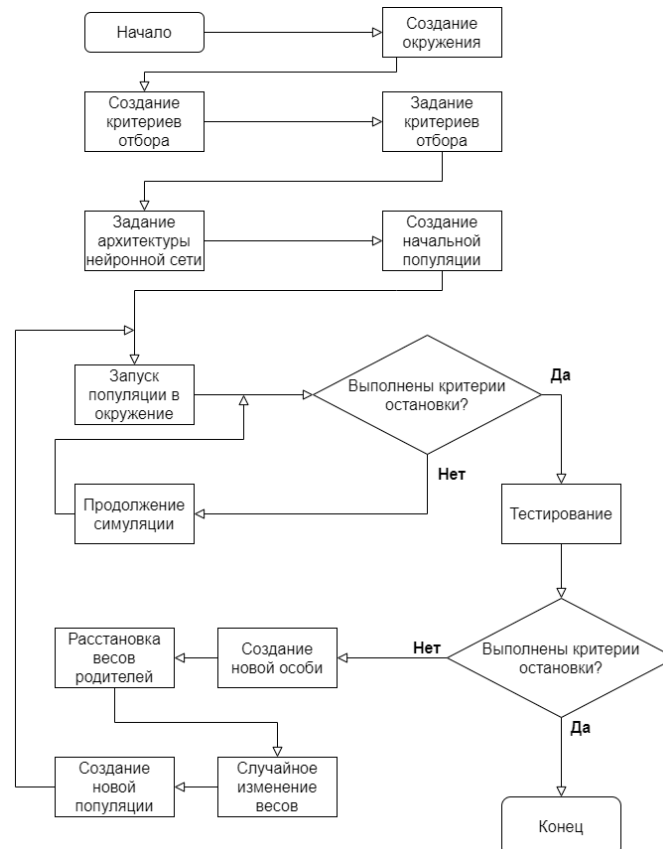 Начало
Создание
окружения
Создание
критериев
отбора
Задание
критериев
отбора
Задание
архитектуры
нейронной сети
Создание
начальной
популяции
Запуск
популяции в
окружение
Выполнены критерии
остановки?
Да
Нет
Продолжение
симуляции
Тестирование
Расстановка
весов
родителей
Создание
новой особи
Нет
Выполнены критерии
остановки?
Да
Создание
новой
популяции
Случайное
изменение
весов
Конец